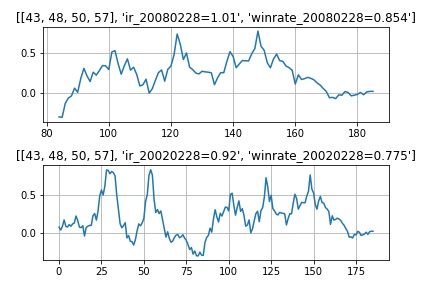 [[43, 48, 50, 57], 'ir_20080228=1.01', 'winrate_20080228=0.854']
0.5
0.0
80 100 120 140 160 180
[[43, 48, 50, 57], 'ir_20020228=0.92', 'winrate_20020228=0.775']
0.5
0.0
0 25 50 75 100 125 150 175